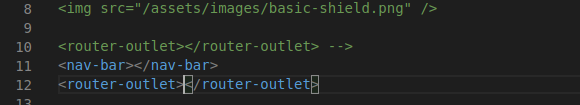 8 <img src="/assets/images/basic-shield.png" />
9
10 <router-outlet></router-outlet> -->
11 <nav-bar></nav-bar>
12 <router-outlet></router-outlet>
13